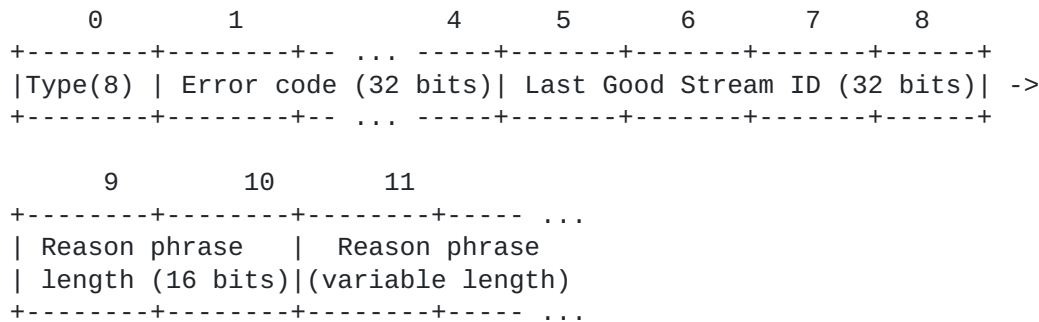 0        1            4      5       6       7      8
+--------+--------+-- ... -----+-------+-------+-------+------+
|Type(8) | Error code (32 bits)| Last Good Stream ID (32 bits)| ->
+--------+--------+-- ... -----+-------+-------+-------+------+
      9        10       11
+--------+--------+--------+----- ...
| Reason phrase   |  Reason phrase
| length (16 bits)|(variable length)
+--------+--------+--------+----- ...